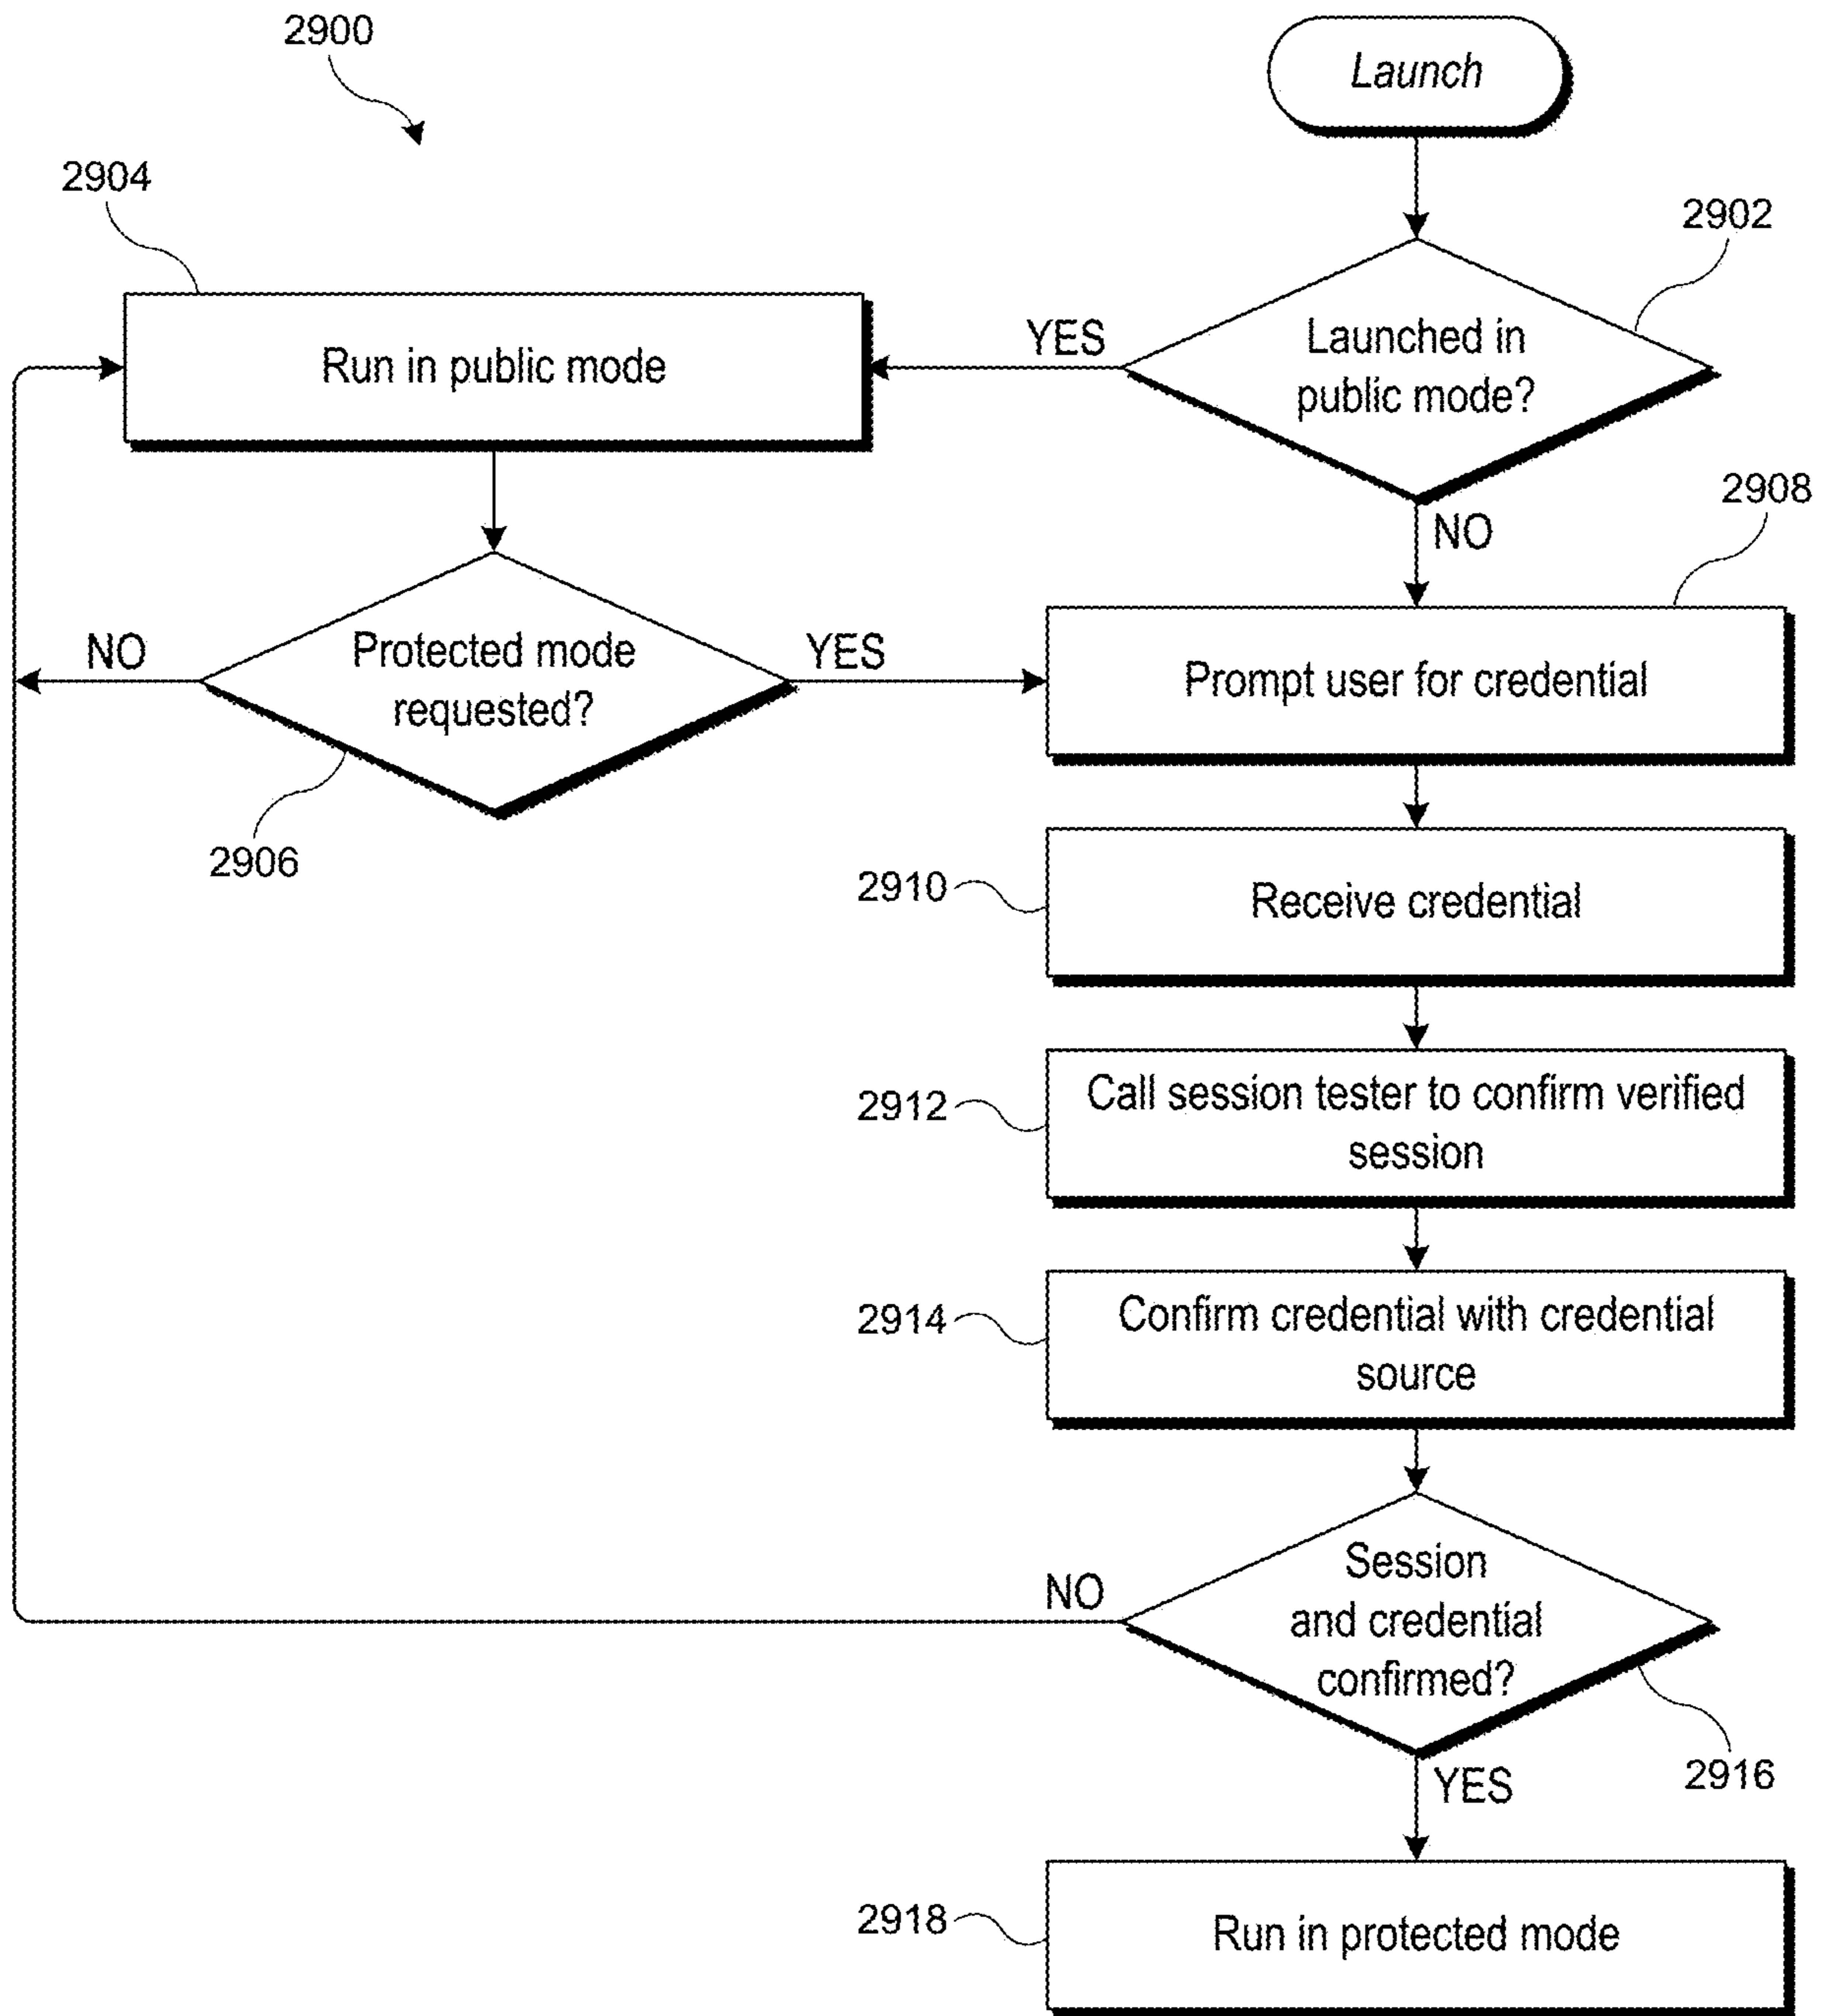 2900
Launch
2904
2902
Run in public mode
YES
Launched in
public mode?
2908
NO
NO
Protected mode
requested?
YES
Prompt user for credential
2906
2910
Receive credential
2912
Call session tester to confirm verified
session
2914
Confirm credential with credential
source
NO
Session
and credential
confirmed?
2916
YES
2918
Run in protected mode